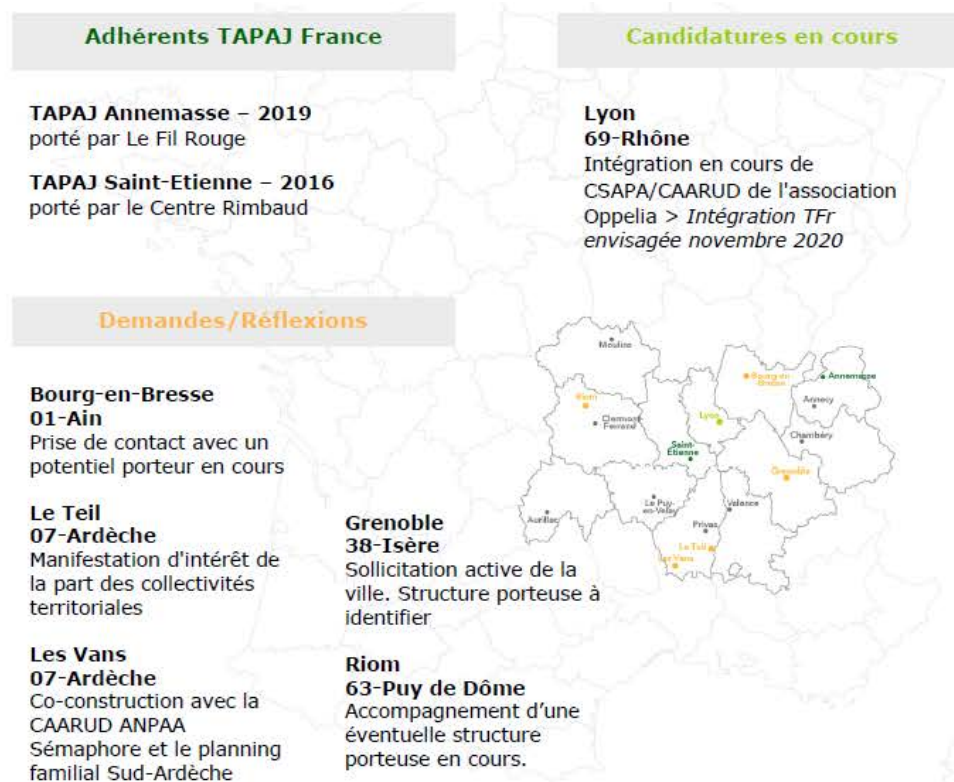 Adhérents TAPAJ France
TAPAJ Annemasse – 2019
porté par Le Fil Rouge
TAPAJ Saint-Etienne – 2016
porté par le Centre Rimbaud
Candidatures en cours
Lyon
69-Rhône
Intégration en cours de
CSAPA/CAARUD de l'association
Oppelia > Intégration TFr
envisagée novembre 2020
Demandes/Réflexions
Bourg-en-Bresse
01-Ain
Prise de contact avec un
potentiel porteur en cours
Le Teil
07-Ardèche
Manifestation d'intérêt de
la part des collectivités
territoriales
Les Vans
07-Ardèche
Co-construction avec la
CAARUD ANPAA
Sémaphore et le planning
familial Sud-Ardèche
Grenoble
38-Isère
Sollicitation active de la
ville. Structure porteuse à
identifier
Riom
63-Puy de Dôme
Accompagnement d'une
éventuelle structure
porteuse en cours.
Moulins
Bourg-en-
Bresse
Annemasse
Riom
Annecy
Clermont-
Ferrand
Lyon
Chambéry
Saint-
Etienne
Grenoble
Le Puy-
en-Velay
Valence
Aurillac
Privas
Le Teil
Les Vans